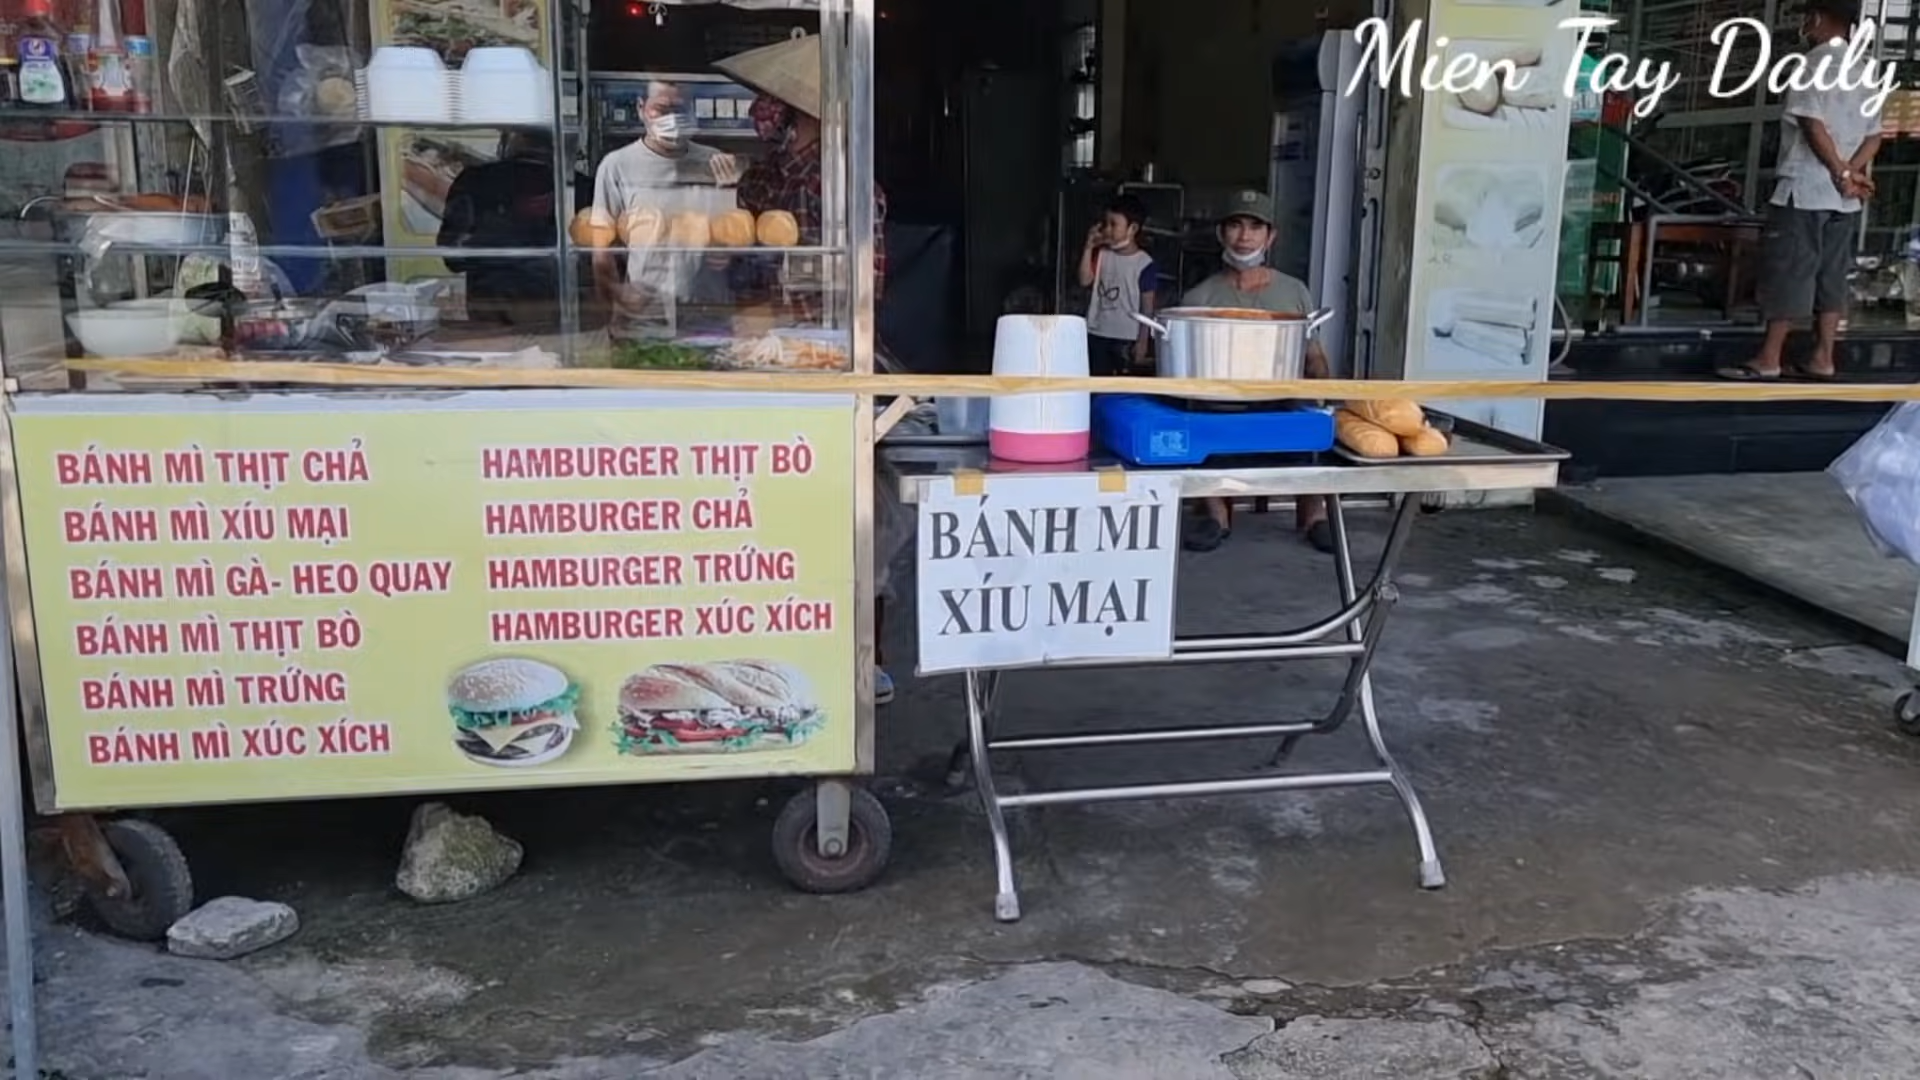 Mien Tay Daily
BÁNH MÌ THỊT CHẢ
BÁNH MÌ XÍU MẠI
BÁNH MÌ GÀ- HEO QUAY
BÁNH MÌ THỊT BÒ
BÁNH MÌ TRỨNG
BÁNH MÌ XÚC XÍCH
HAMBURGER THỊT BÒ
HAMBURGER CHẢ
HAMBURGER TRỨNG
HAMBURGER XÚC XÍCH
BÁNH MÌ
XÍU MẠI